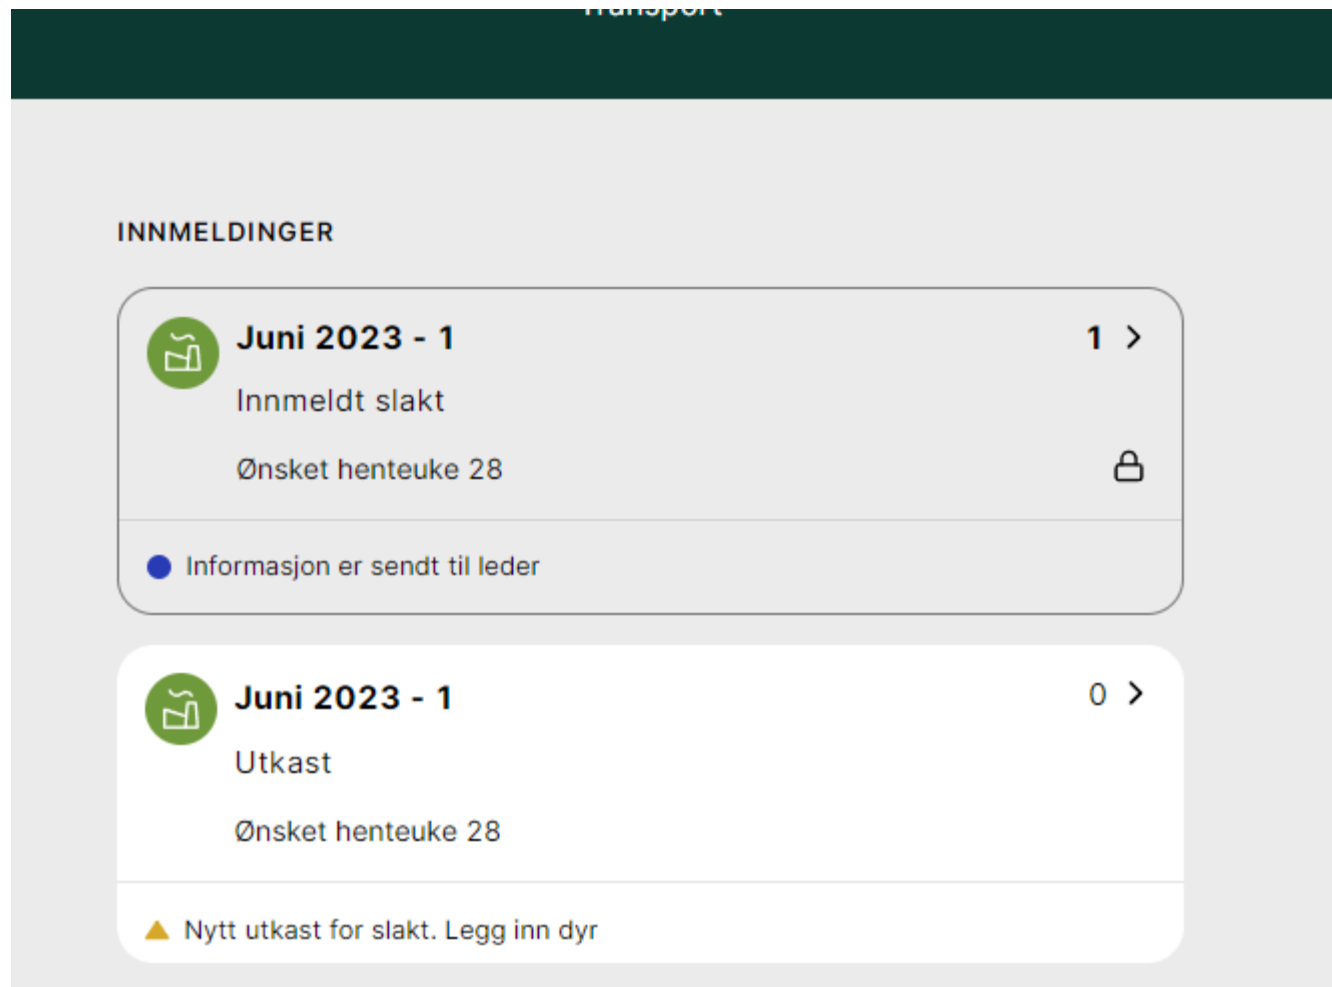 Transport
INNMELDINGER
Juni 2023 - 1
1
Innmeldt slakt
Ønsket henteuke 28
Informasjon er sendt til leder
Juni 2023 - 1
0
Utkast
Ønsket henteuke 28
Nytt utkast for slakt. Legg inn dyr